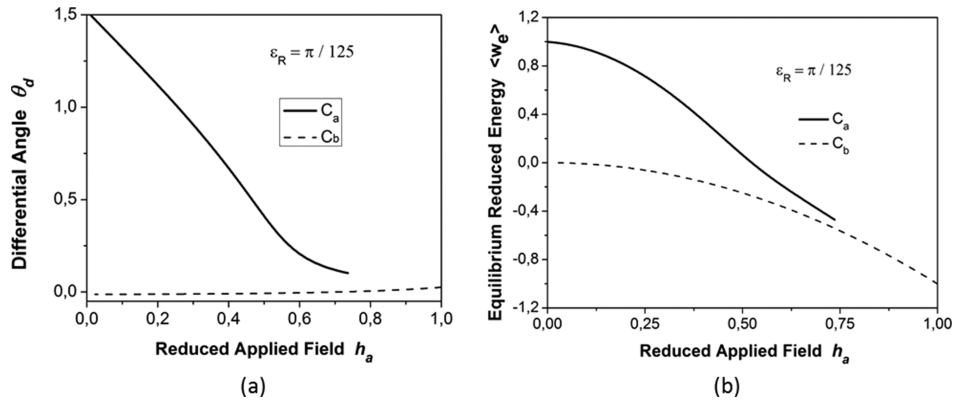 1,5
1,0
0,5
0,0
0,0
0,2
0,4
0,6
0,8
1,0
Differential Angle θd
Reduced Applied Field ha
εR = π / 125
Ca
Cb
(a)
1,2
0,8
0,4
0,0
-0,4
-0,8
-1,2
0,00
0,25
0,50
0,75
1,00
Equilibrium Reduced Energy <we>
Reduced Applied Field ha
εR = π / 125
Ca
Cb
(b)